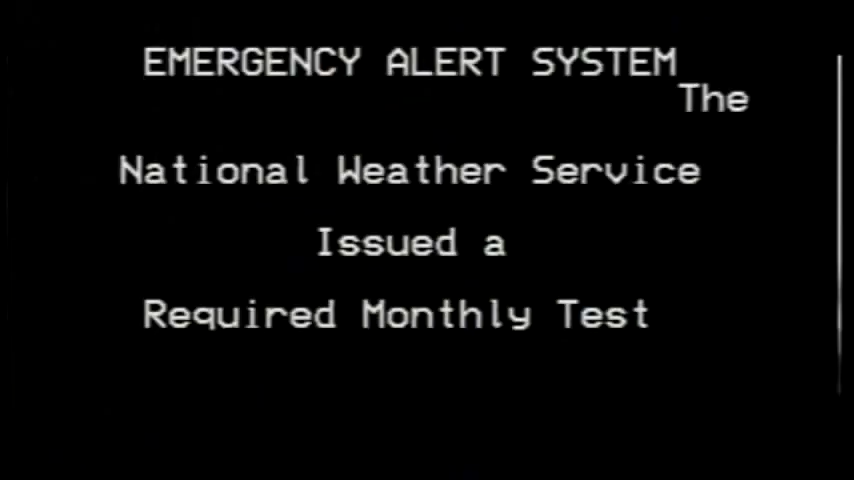 EMERGENCY ALERT SYSTEM
The
National Weather Service
Issued a
Required Monthly Test